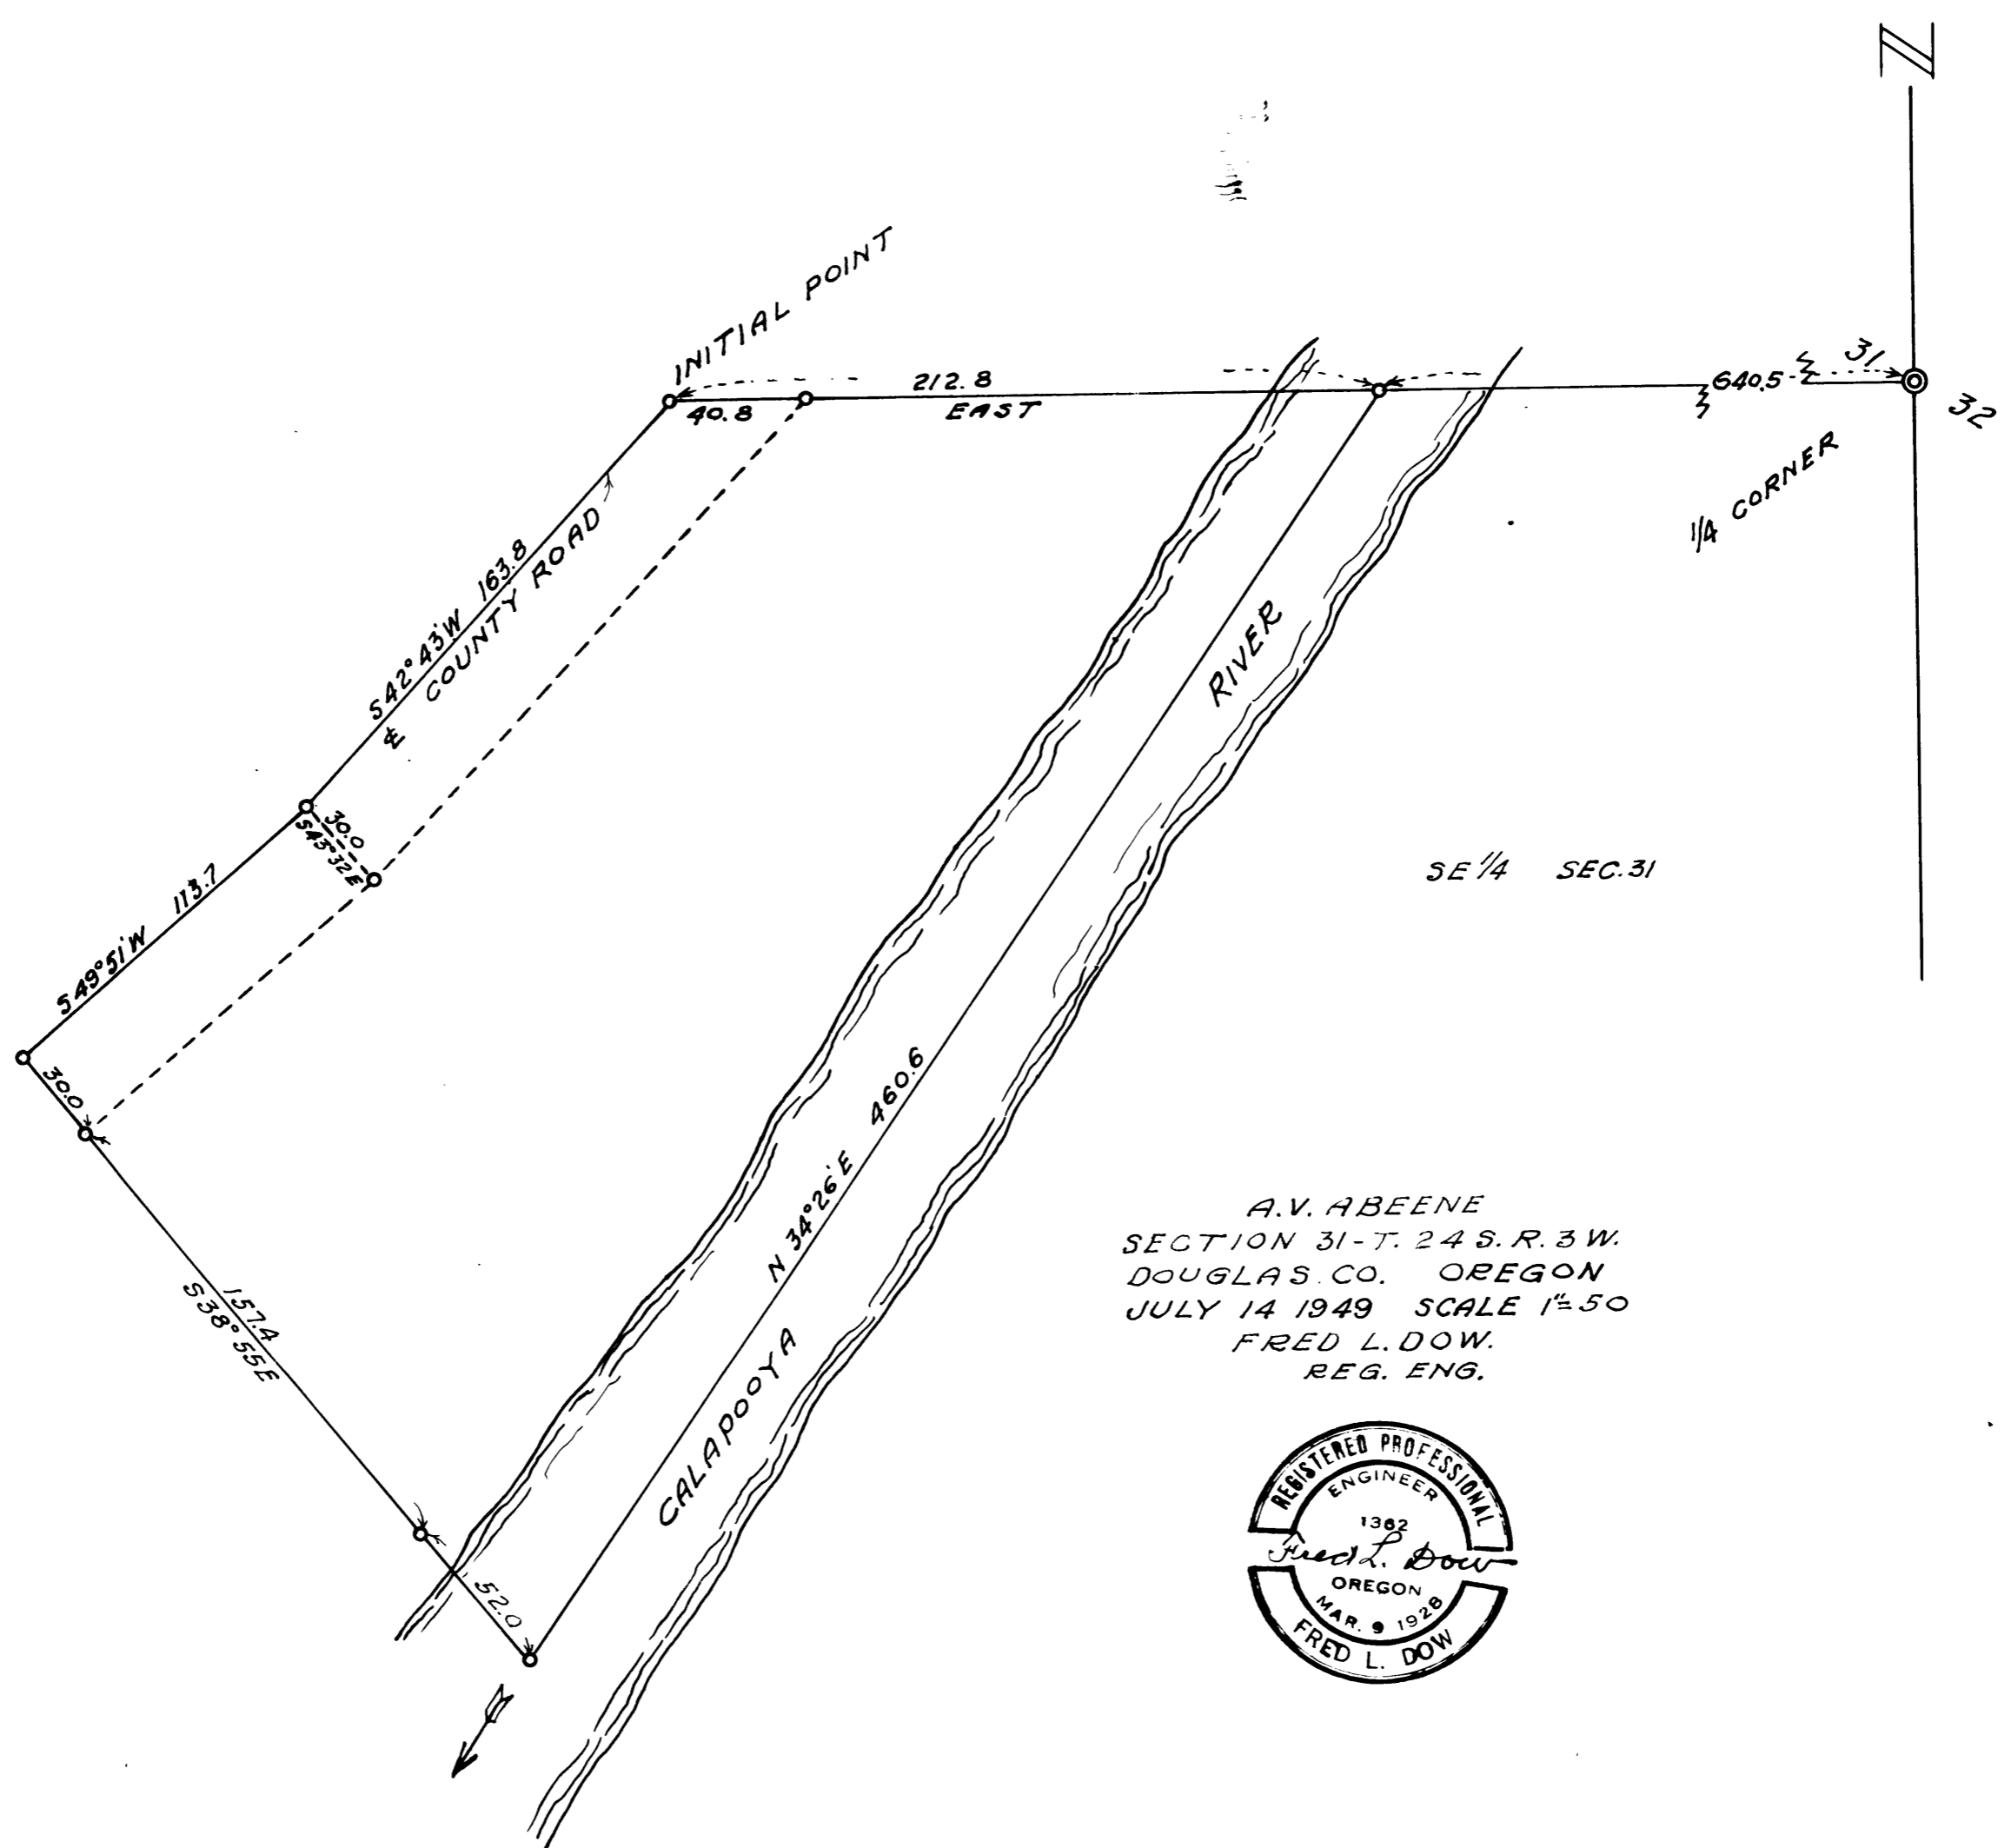 N
INITIAL POINT
212.8
40.8
EAST
640.5
31
32
1/4 CORNER
S42°43'W 163.8
℄ COUNTY ROAD
30.0
S43°32E
S49°51'W 113.7
30.0
157.4
S38°55E
52.0
N 34°26'E 460.6
CALAPOOYA RIVER
SE 1/4 SEC.31
A.V. ABEENE
SECTION 31-T. 24 S. R. 3 W.
DOUGLAS CO. OREGON
JULY 14 1949 SCALE 1"=50
FRED L. DOW.
REG. ENG.
REGISTERED PROFESSIONAL
ENGINEER
1362
Fred L. Dow
OREGON
MAR. 9 1928
FRED L. DOW